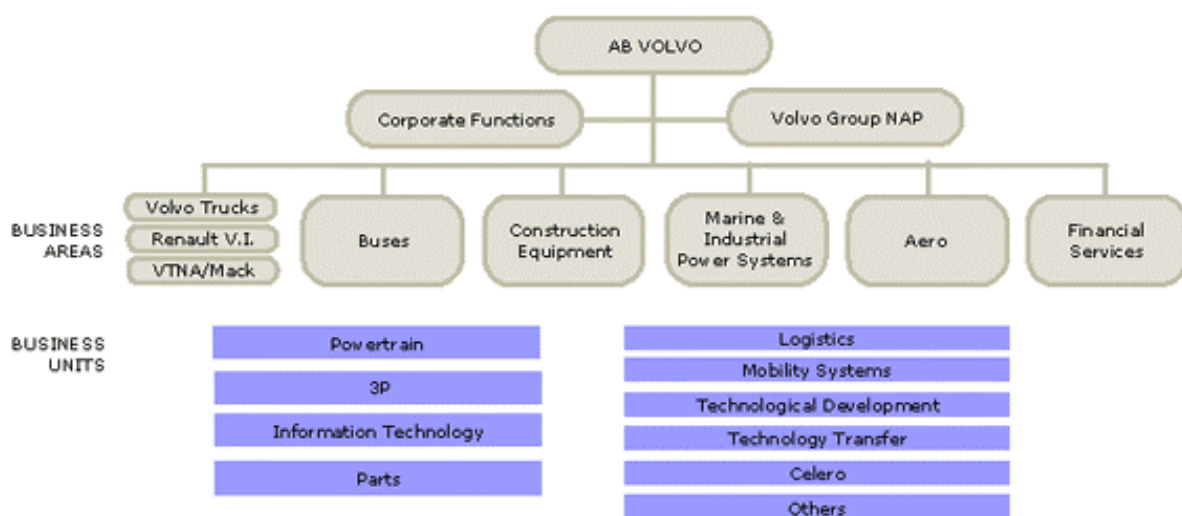 AB VOLVO
Corporate Functions
Volvo Group NAP
BUSINESS
AREAS
Volvo Trucks
Renault V.I.
VTNA/Mack
Buses
Construction
Equipment
Marine &
Industrial
Power Systems
Aero
Financial
Services
BUSINESS
UNITS
Powertrain
3P
Information Technology
Parts
Logistics
Mobility Systems
Technological Development
Technology Transfer
Celero
Others